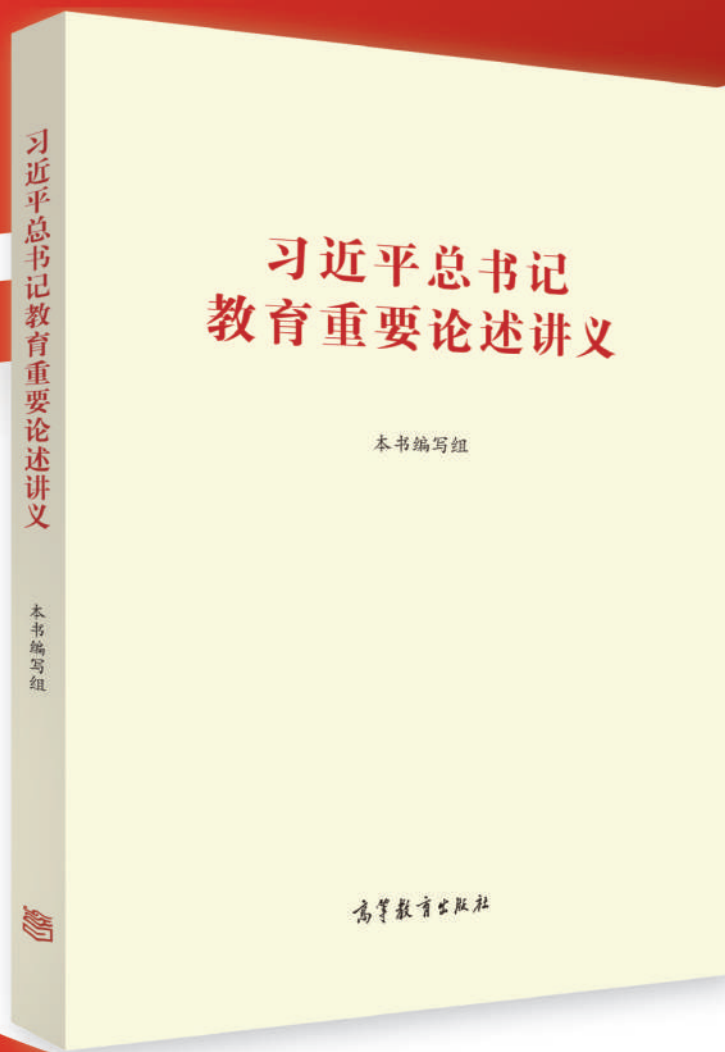 习近平总书记教育重要论述讲义
本书编写组
习近平总书记
教育重要论述讲义
本书编写组
高等教育出版社